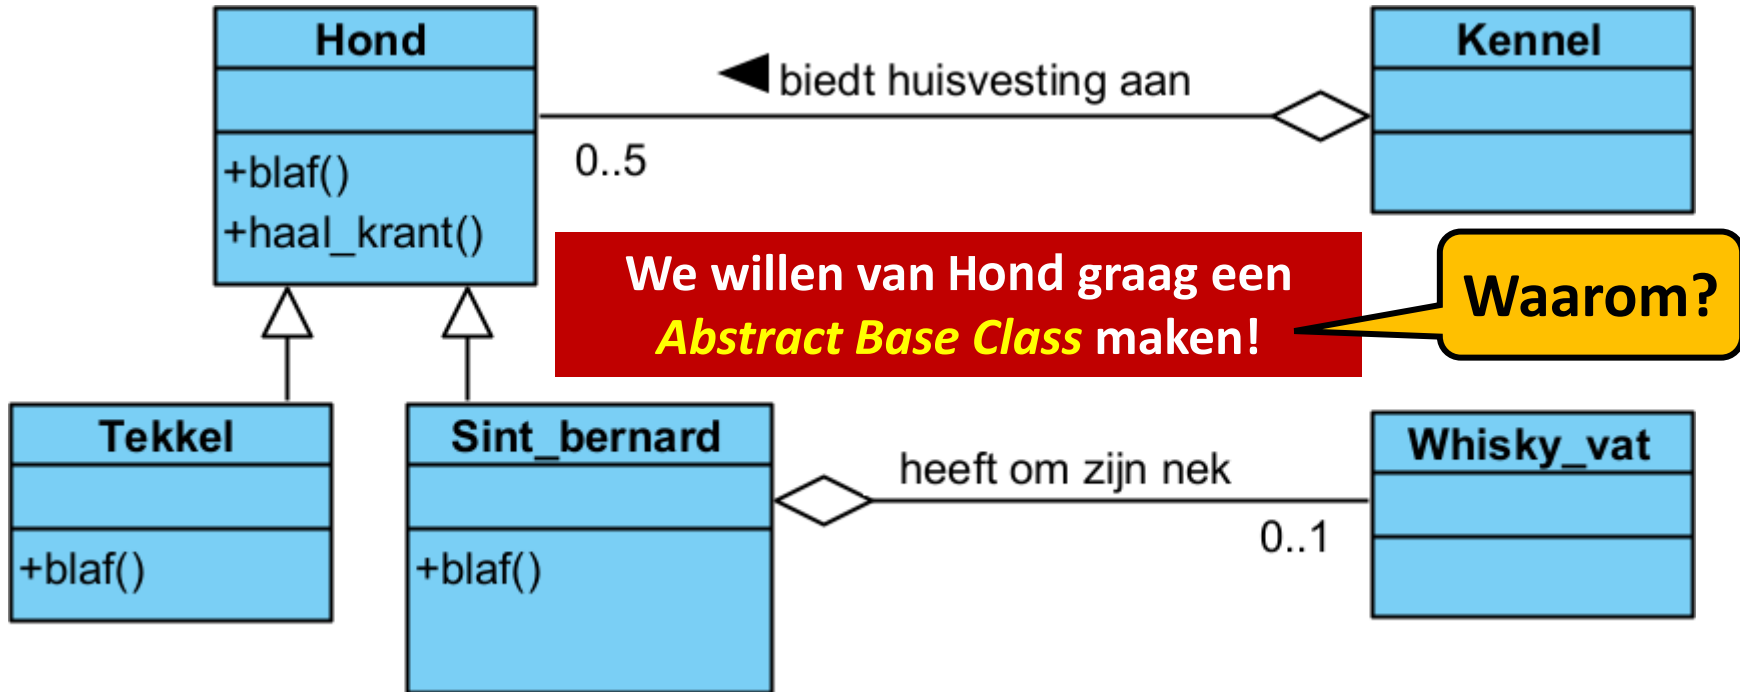 Hond
+blaf()
+haal_krant()
biedt huisvesting aan
0..5
Kennel
We willen van Hond graag een
Abstract Base Class maken!
Waarom?
Tekkel
+blaf()
Sint_bernard
+blaf()
heeft om zijn nek
0..1
Whisky_vat